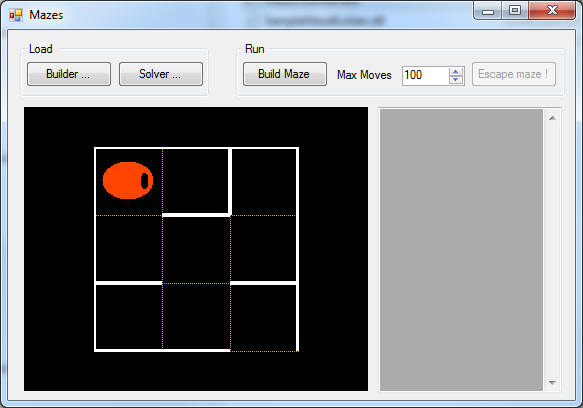 Mazes
Load
Run
Builder ...
Solver ...
Build Maze
Max Moves
100
Escape maze !